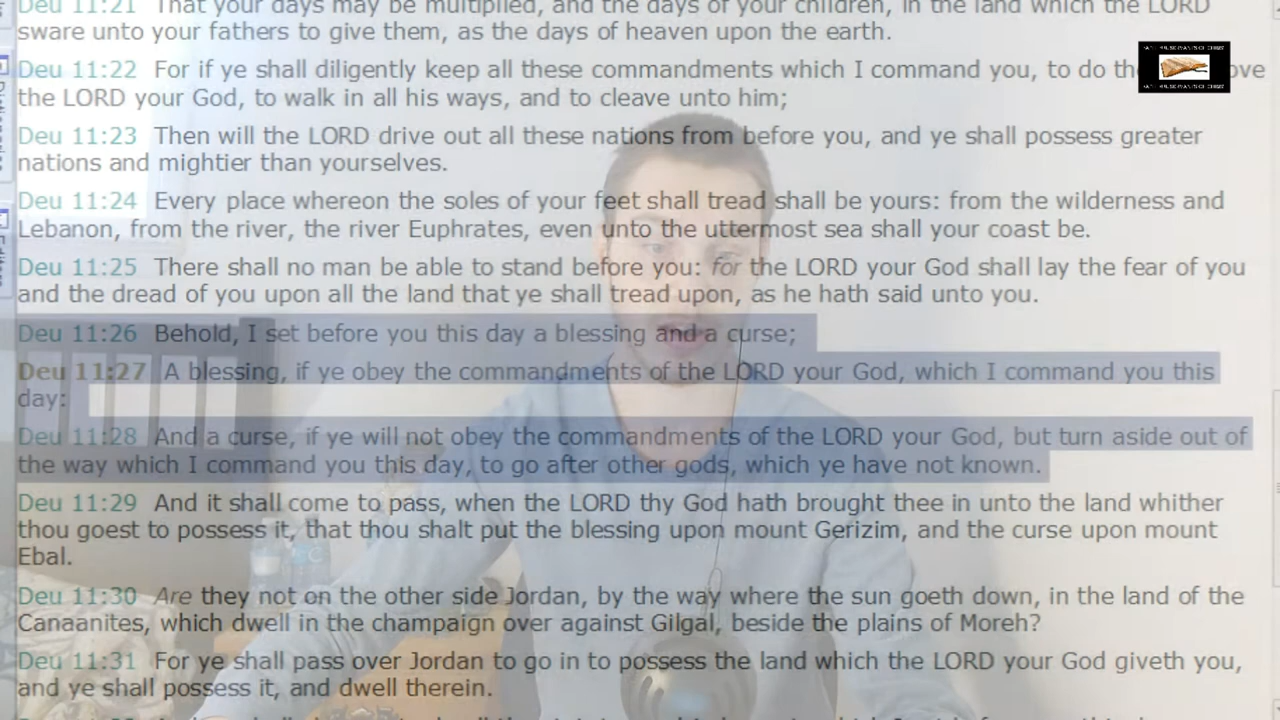 Deu 11:21 That your days may be multiplied, and the days of your children, in the land which the LORD
sware unto your fathers to give them, as the days of heaven upon the earth.
Deu 11:22 For if ye shall diligently keep all these commandments which I command you, to do
the LORD your God, to walk in all his ways, and to cleave unto him;
Deu 11:23 Then will the LORD drive out all these nations from before you, and ye shall possess greater
nations and mightier than yourselves.
Deu 11:24 Every place whereon the soles of your feet shall tread shall be yours: from the wilderness and
Lebanon, from the river, the river Euphrates, even unto the uttermost sea shall your coast be.
Deu 11:25 There shall no man be able to stand before you: for the LORD your God shall lay the fear of you
and the dread of you upon all the land that ye shall tread upon, as he hath said unto you.
Deu 11:26 Behold, I set before you this day a blessing and a curse;
Deu 11:27 A blessing, if ye obey the commandments of the LORD your God, which I command you this
day:
Deu 11:28 And a curse, if ye will not obey the commandments of the LORD your God, but turn aside out of
the way which I command you this day, to go after other gods, which ye have not known.
Deu 11:29 And it shall come to pass, when the LORD thy God hath brought thee in unto the land whither
thou goest to possess it, that thou shalt put the blessing upon mount Gerizim, and the curse upon mount
Ebal.
Deu 11:30 Are they not on the other side Jordan, by the way where the sun goeth down, in the land of the
Canaanites, which dwell in the champaign over against Gilgal, beside the plains of Moreh?
Deu 11:31 For ye shall pass over Jordan to go in to possess the land which the LORD your God giveth you,
and ye shall possess it, and dwell therein.